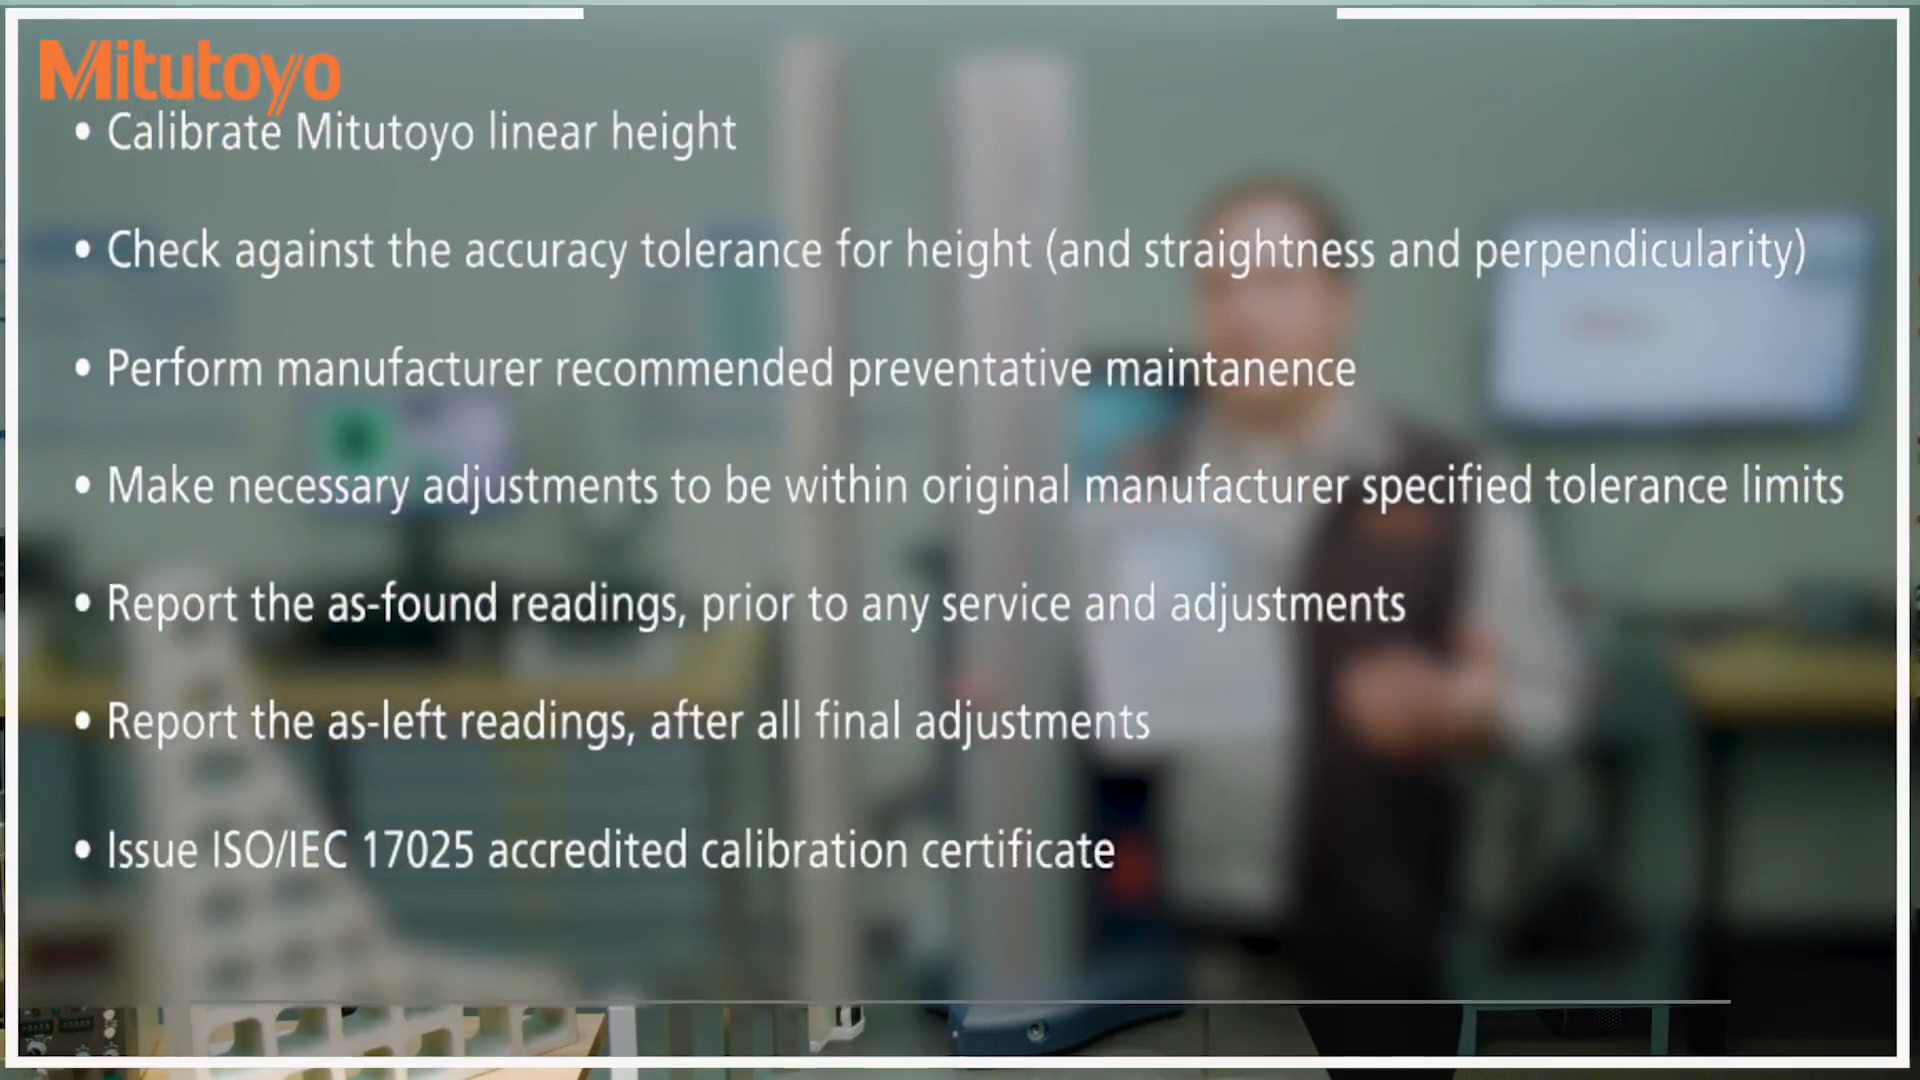 Mitutoyo
• Calibrate Mitutoyo linear height
• Check against the accuracy tolerance for height (and straightness and perpendicularity)
• Perform manufacturer recommended preventative maintanence
• Make necessary adjustments to be within original manufacturer specified tolerance limits
• Report the as-found readings, prior to any service and adjustments
• Report the as-left readings, after all final adjustments
• Issue ISO/IEC 17025 accredited calibration certificate